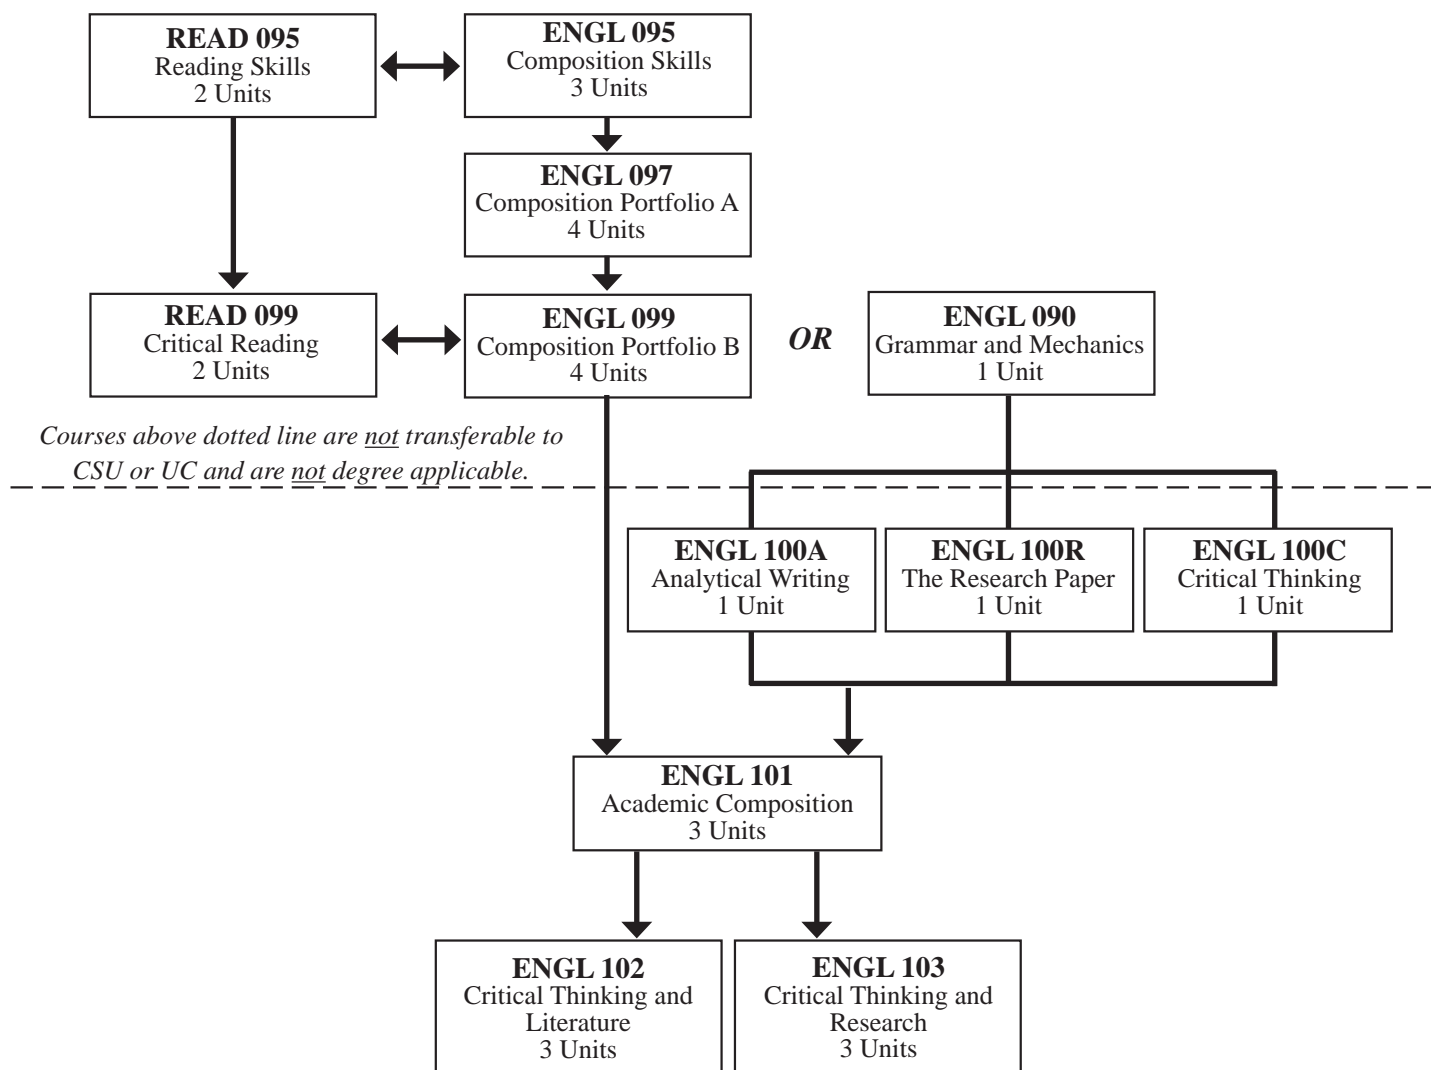 READ 095
Reading Skills
2 Units
ENGL 095
Composition Skills
3 Units
ENGL 097
Composition Portfolio A
4 Units
READ 099
Critical Reading
2 Units
ENGL 099
Composition Portfolio B
4 Units
OR
ENGL 090
Grammar and Mechanics
1 Unit
Courses above dotted line are not transferable to
CSU or UC and are not degree applicable.
ENGL 100A
Analytical Writing
1 Unit
ENGL 100R
The Research Paper
1 Unit
ENGL 100C
Critical Thinking
1 Unit
ENGL 101
Academic Composition
3 Units
ENGL 102
Critical Thinking and
Literature
3 Units
ENGL 103
Critical Thinking and
Research
3 Units